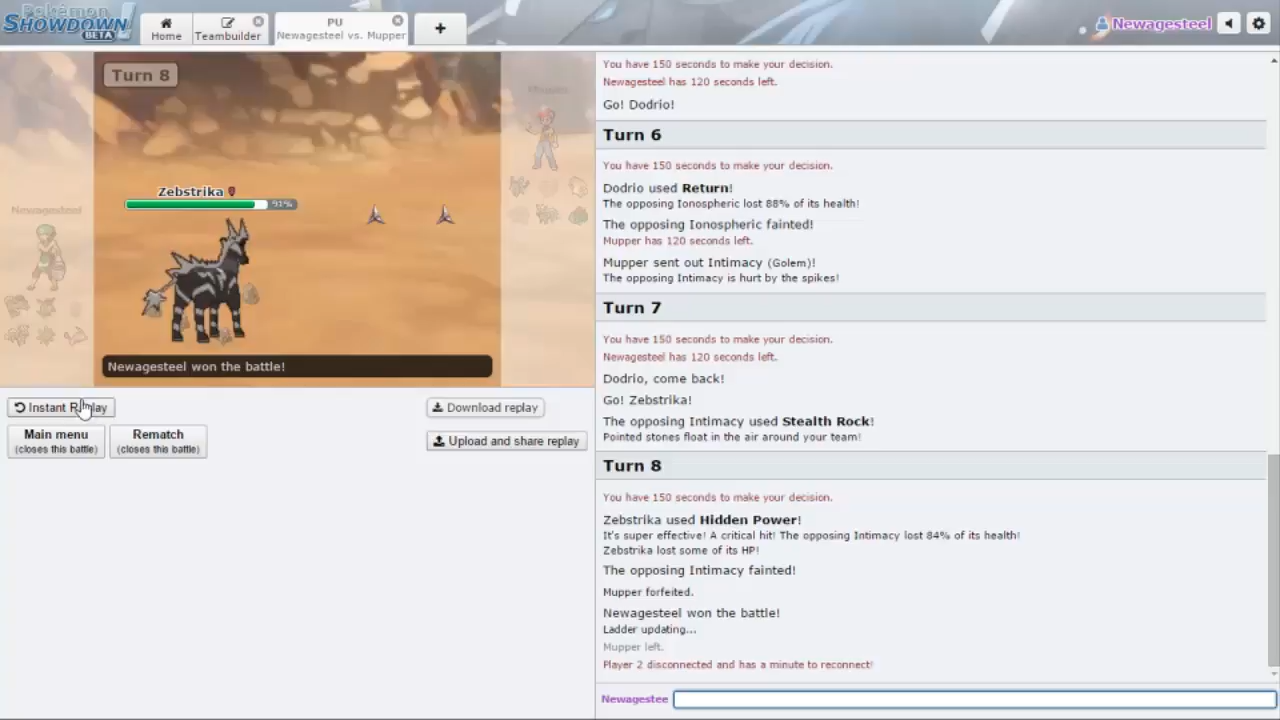 Pokémon
SHOWDOWN
BETA
Home
Teambuilder
PU
Newagesteel vs. Mupper
+
Newagesteel
Turn 8
Newagesteel
Mupper
Zebstrika
91%
Newagesteel won the battle!
Instant Replay
Download replay
Main menu
(closes this battle)
Rematch
(closes this battle)
Upload and share replay
You have 150 seconds to make your decision.
Newagesteel has 120 seconds left.
Go! Dodrio!
Turn 6
You have 150 seconds to make your decision.
Dodrio used Return!
The opposing Ionospheric lost 88% of its health!
The opposing Ionospheric fainted!
Mupper has 120 seconds left.
Mupper sent out Intimacy (Golem)!
The opposing Intimacy is hurt by the spikes!
Turn 7
You have 150 seconds to make your decision.
Newagesteel has 120 seconds left.
Dodrio, come back!
Go! Zebstrika!
The opposing Intimacy used Stealth Rock!
Pointed stones float in the air around your team!
Turn 8
You have 150 seconds to make your decision.
Zebstrika used Hidden Power!
It's super effective! A critical hit! The opposing Intimacy lost 84% of its health!
Zebstrika lost some of its HP!
The opposing Intimacy fainted!
Mupper forfeited.
Newagesteel won the battle!
Ladder updating...
Mupper left.
Player 2 disconnected and has a minute to reconnect!
Newagestee